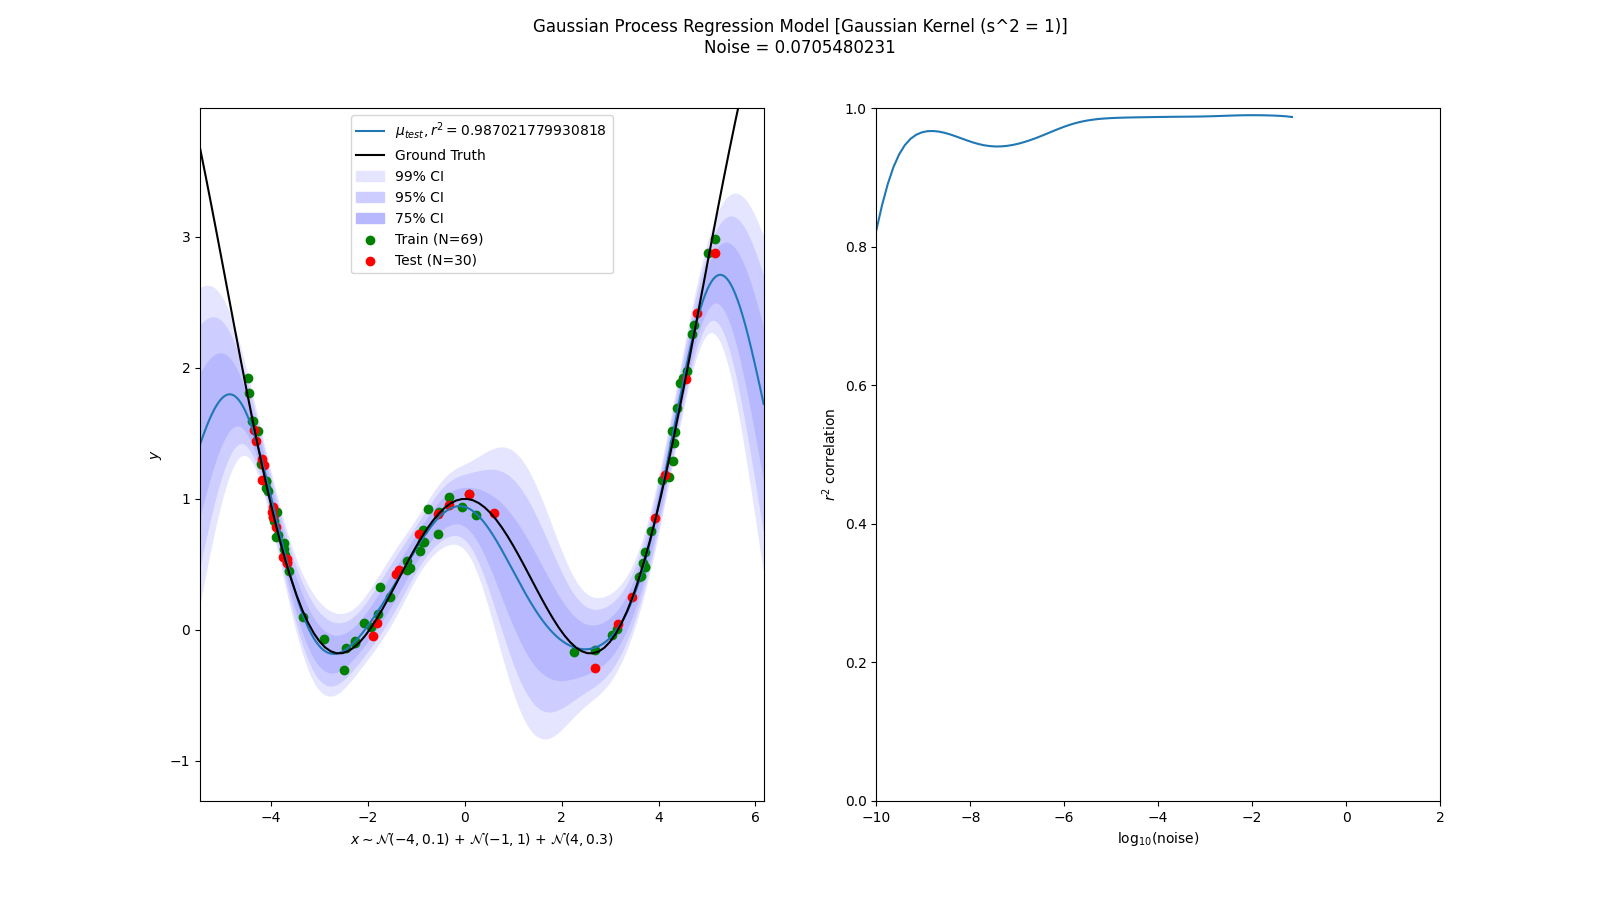 Gaussian Process Regression Model [Gaussian Kernel (s^2 = 1)]
Noise = 0.0705480231
μ_test, r² = 0.987021779930818
Ground Truth
99% CI
95% CI
75% CI
Train (N=69)
Test (N=30)
y
3
2
1
0
−1
−4 −2 0 2 4 6
x ∼ 𝒩(−4, 0.1) + 𝒩(−1, 1) + 𝒩(4, 0.3)
r² correlation
1.0
0.8
0.6
0.4
0.2
0.0
−10 −8 −6 −4 −2 0 2
log₁₀(noise)